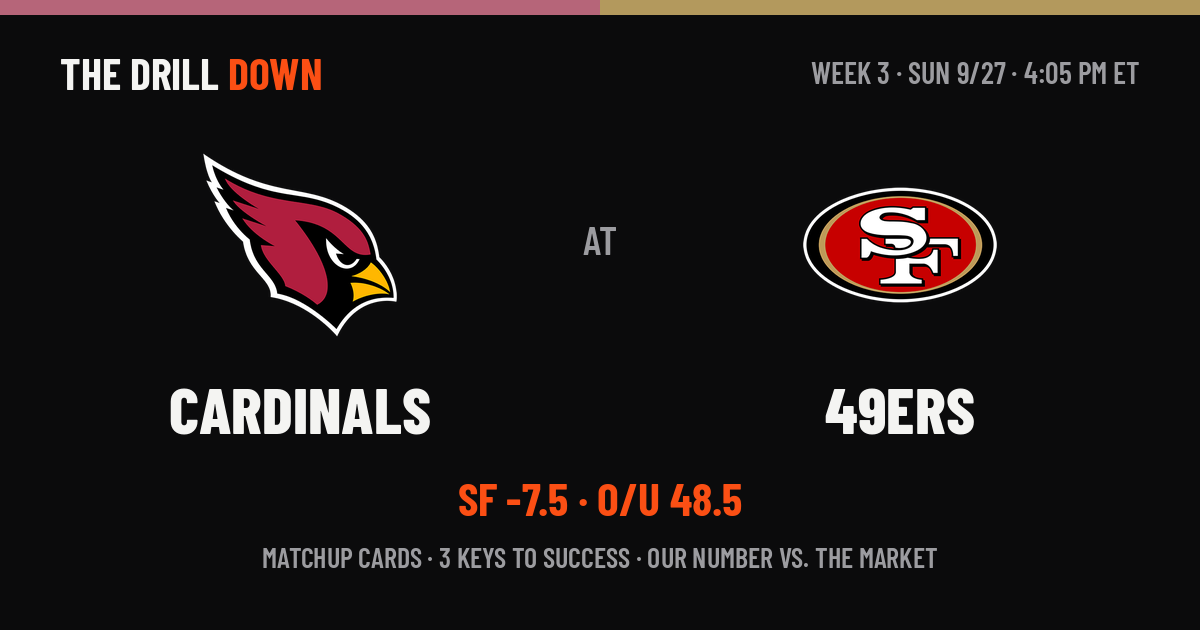 THE DRILL DOWN
WEEK 3 · SUN 9/27 · 4:05 PM ET
AT
SF
CARDINALS
49ERS
SF -7.5 · O/U 48.5
MATCHUP CARDS · 3 KEYS TO SUCCESS · OUR NUMBER VS. THE MARKET